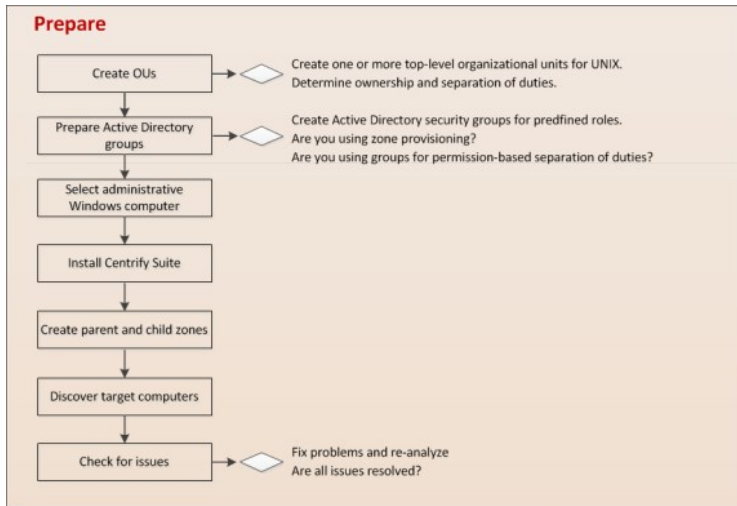 Prepare
Create OUs
Create one or more top-level organizational units for UNIX.
Determine ownership and separation of duties.
Prepare Active Directory
groups
Create Active Directory security groups for predfined roles.
Are you using zone provisioning?
Are you using groups for permission-based separation of duties?
Select administrative
Windows computer
Install Centrify Suite
Create parent and child zones
Discover target computers
Check for issues
Fix problems and re-analyze
Are all issues resolved?